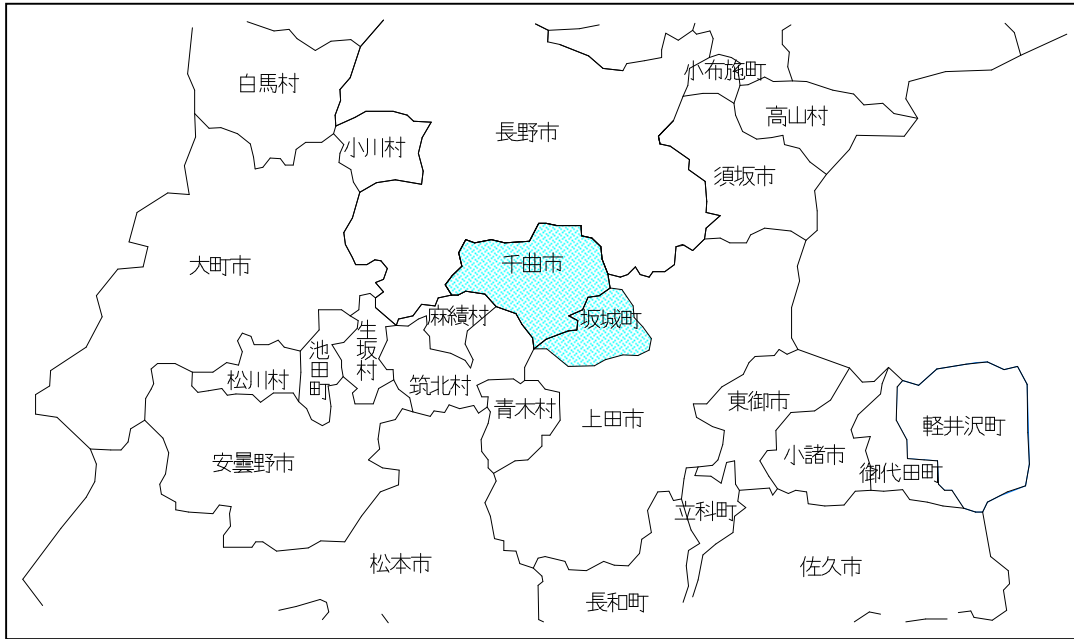 小布施町
白馬村
高山村
長野市
小川村
須坂市
千曲市
大町市
麻績村
坂城町
生坂村
池田町
松川村
筑北村
東御市
青木村
上田市
軽井沢町
小諸市
安曇野市
御代田町
立科町
松本市
佐久市
長和町